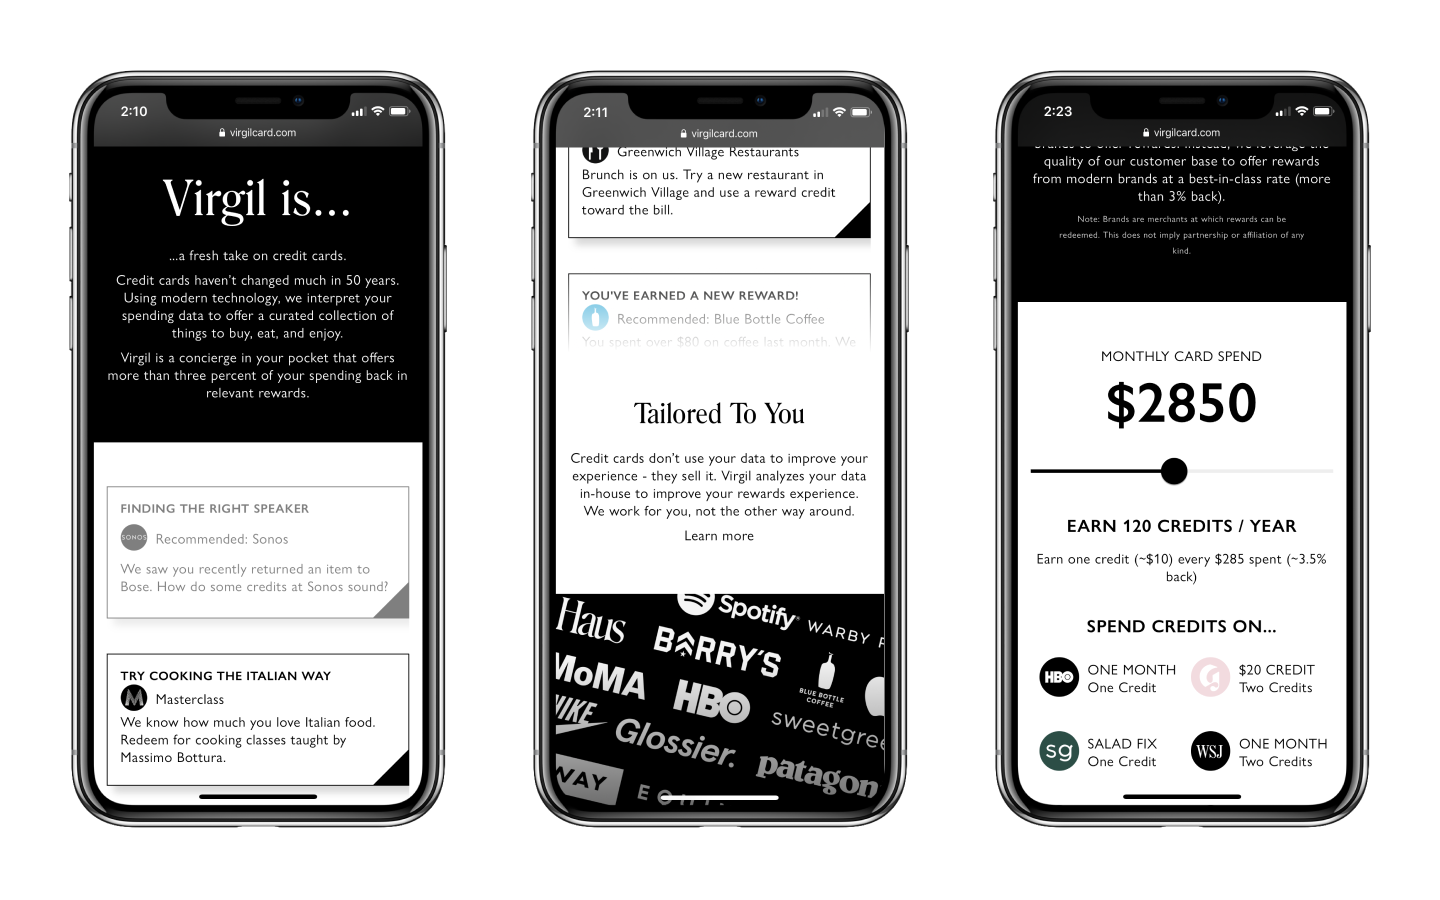 2:10
virgilcard.com
Virgil is...
...a fresh take on credit cards.
Credit cards haven't changed much in 50 years.
Using modern technology, we interpret your
spending data to offer a curated collection of
things to buy, eat, and enjoy.
Virgil is a concierge in your pocket that offers
more than three percent of your spending back in
relevant rewards.
FINDING THE RIGHT SPEAKER
SONOS
Recommended: Sonos
We saw you recently returned an item to
Bose. How do some credits at Sonos sound?
TRY COOKING THE ITALIAN WAY
M
Masterclass
We know how much you love Italian food.
Redeem for cooking classes taught by
Massimo Bottura.
2:11
virgilcard.com
Greenwich Village Restaurants
Brunch is on us. Try a new restaurant in
Greenwich Village and use a reward credit
toward the bill.
YOU'VE EARNED A NEW REWARD!
Recommended: Blue Bottle Coffee
You spent over $80 on coffee last month. We
Tailored To You
Credit cards don't use your data to improve your
experience - they sell it. Virgil analyzes your data
in-house to improve your rewards experience.
We work for you, not the other way around.
Learn more
Haus
Spotify
WARBY
BARRY'S
MoMA
HBO
BLUE BOTTLE
COFFEE
NIKE
Glossier.
sweetgree
WAY
patagon
2:23
virgilcard.com
brands to offer rewards. Instead, we leverage the
quality of our customer base to offer rewards
from modern brands at a best-in-class rate (more
than 3% back).
Note: Brands are merchants at which rewards can be
redeemed. This does not imply partnership or affiliation of any
kind.
MONTHLY CARD SPEND
$2850
EARN 120 CREDITS / YEAR
Earn one credit (~$10) every $285 spent (~3.5%
back)
SPEND CREDITS ON...
HBO
ONE MONTH
One Credit
$20 CREDIT
Two Credits
sg
SALAD FIX
One Credit
WSJ
ONE MONTH
Two Credits